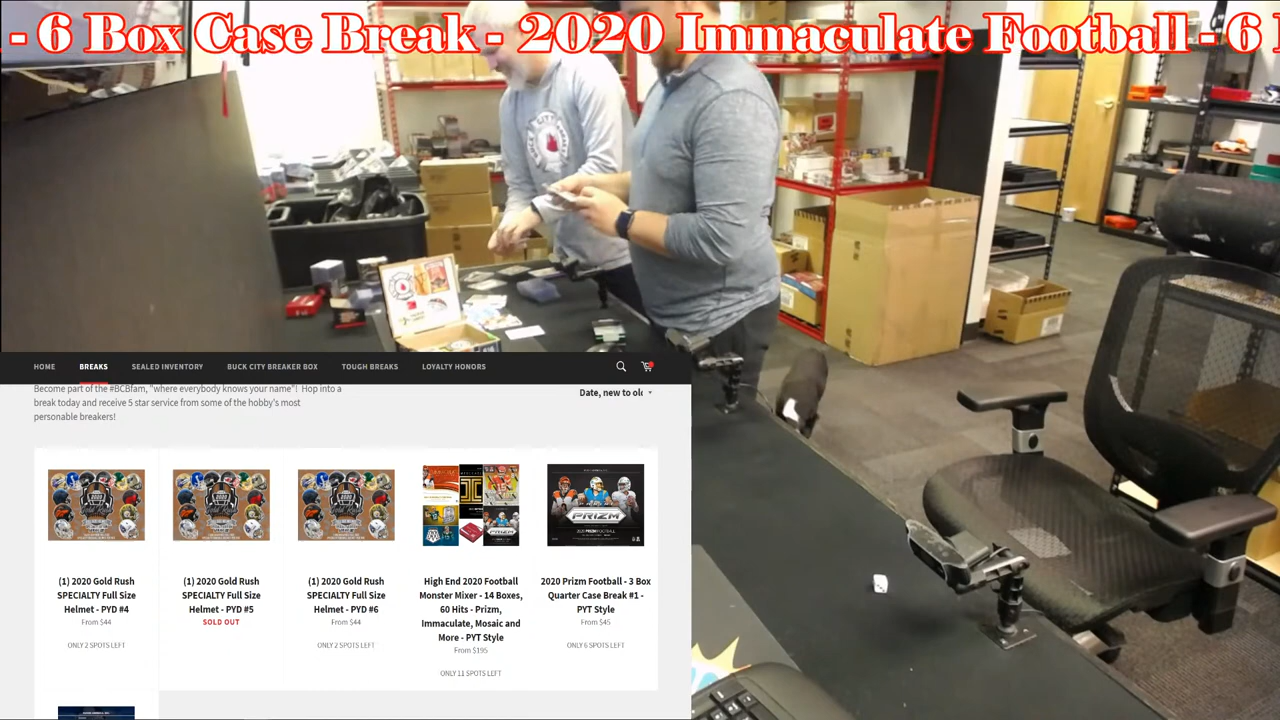 - 6 Box Case Break - 2020 Immaculate Football - 6
HOME BREAKS SEALED INVENTORY BUCK CITY BREAKER BOX TOUGH BREAKS LOYALTY HONORS
Become part of the #BCBfam, "where everybody knows your name"! Hop into a
break today and receive 5 star service from some of the hobby's most
personable breakers!
Date, new to old
(1) 2020 Gold Rush
SPECIALTY Full Size
Helmet - PYD #4
From $44
ONLY 2 SPOTS LEFT
(1) 2020 Gold Rush
SPECIALTY Full Size
Helmet - PYD #5
SOLD OUT
(1) 2020 Gold Rush
SPECIALTY Full Size
Helmet - PYD #6
From $44
ONLY 2 SPOTS LEFT
High End 2020 Football
Monster Mixer - 14 Boxes,
60 Hits - Prizm,
Immaculate, Mosaic and
More - PYT Style
From $195
ONLY 11 SPOTS LEFT
PRIZM
2020 Prizm Football - 3 Box
Quarter Case Break #1 -
PYT Style
From $45
ONLY 6 SPOTS LEFT